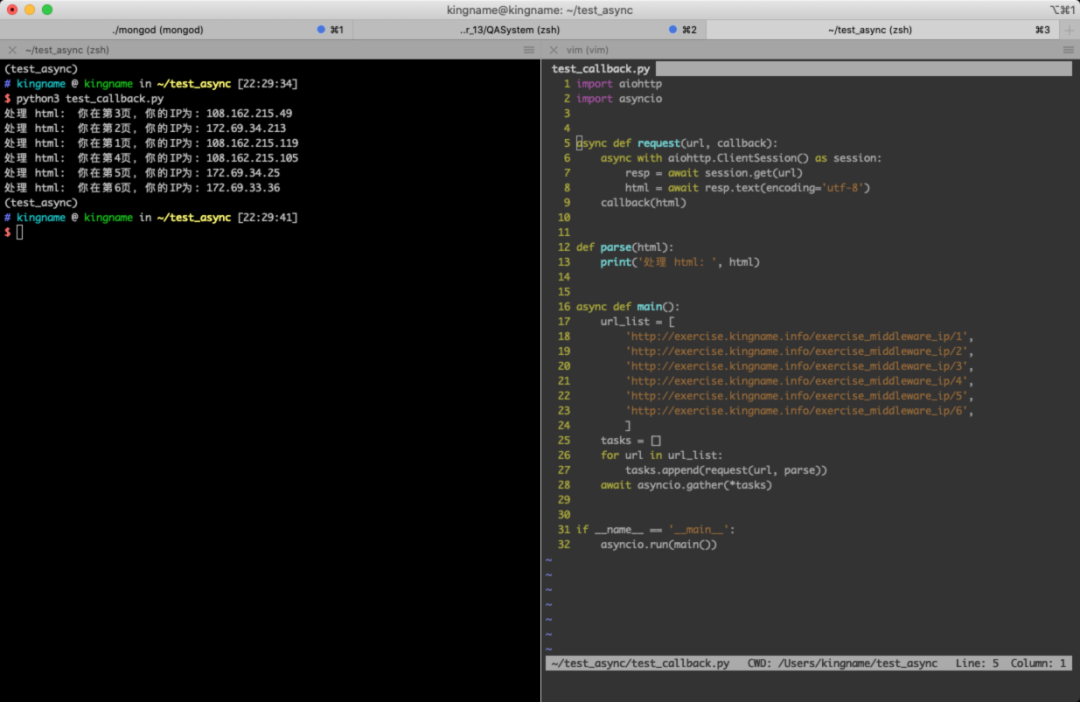 kingname@kingname: ~/test_async
⌥⌘1
./mongod (mongod)
⌘1
..r_13/QASystem (zsh)
⌘2
~/test_async (zsh)
⌘3
~/test_async (zsh)
(test_async)
# kingname @ kingname in ~/test_async [22:29:34]
$ python3 test_callback.py
处理 html:  你在第3页, 你的IP为: 108.162.215.49
处理 html:  你在第2页, 你的IP为: 172.69.34.213
处理 html:  你在第1页, 你的IP为: 108.162.215.119
处理 html:  你在第4页, 你的IP为: 108.162.215.105
处理 html:  你在第5页, 你的IP为: 172.69.34.25
处理 html:  你在第6页, 你的IP为: 172.69.33.36
(test_async)
# kingname @ kingname in ~/test_async [22:29:41]
$
vim (vim)
test_callback.py
1 import aiohttp
2 import asyncio
3
4
5 async def request(url, callback):
6     async with aiohttp.ClientSession() as session:
7         resp = await session.get(url)
8         html = await resp.text(encoding='utf-8')
9     callback(html)
10
11
12 def parse(html):
13     print('处理 html: ', html)
14
15
16 async def main():
17     url_list = [
18         'http://exercise.kingname.info/exercise_middleware_ip/1',
19         'http://exercise.kingname.info/exercise_middleware_ip/2',
20         'http://exercise.kingname.info/exercise_middleware_ip/3',
21         'http://exercise.kingname.info/exercise_middleware_ip/4',
22         'http://exercise.kingname.info/exercise_middleware_ip/5',
23         'http://exercise.kingname.info/exercise_middleware_ip/6',
24         ]
25     tasks = []
26     for url in url_list:
27         tasks.append(request(url, parse))
28     await asyncio.gather(*tasks)
29
30
31 if __name__ == '__main__':
32     asyncio.run(main())
~
~
~
~
~
~
~
~/test_async/test_callback.py   CWD: /Users/kingname/test_async   Line: 5  Column: 1